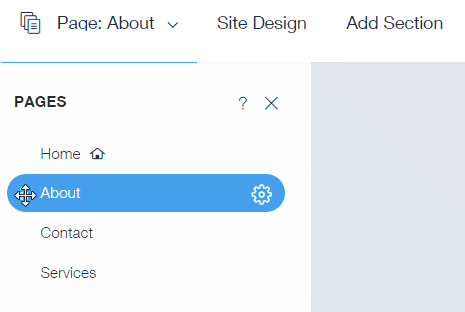 Page: About Site Design Add Section
PAGES ?
Home
About
Contact
Services